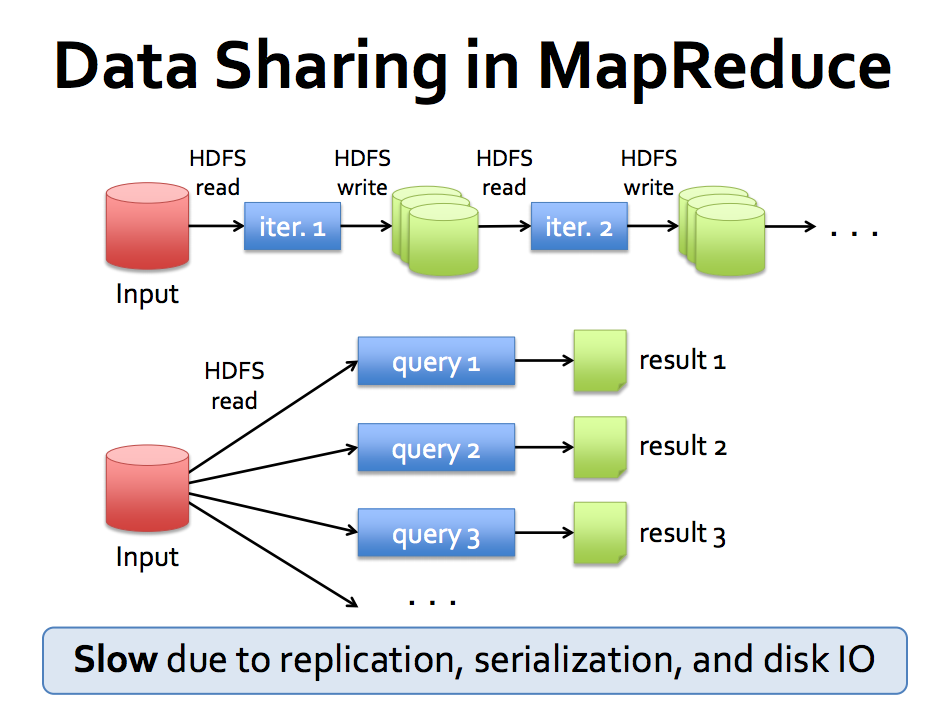 Data Sharing in MapReduce
HDFS
read
HDFS
write
HDFS
read
HDFS
write
iter. 1
iter. 2
. . .
Input
HDFS
read
query 1
result 1
query 2
result 2
query 3
result 3
Input
. . .
Slow due to replication, serialization, and disk IO